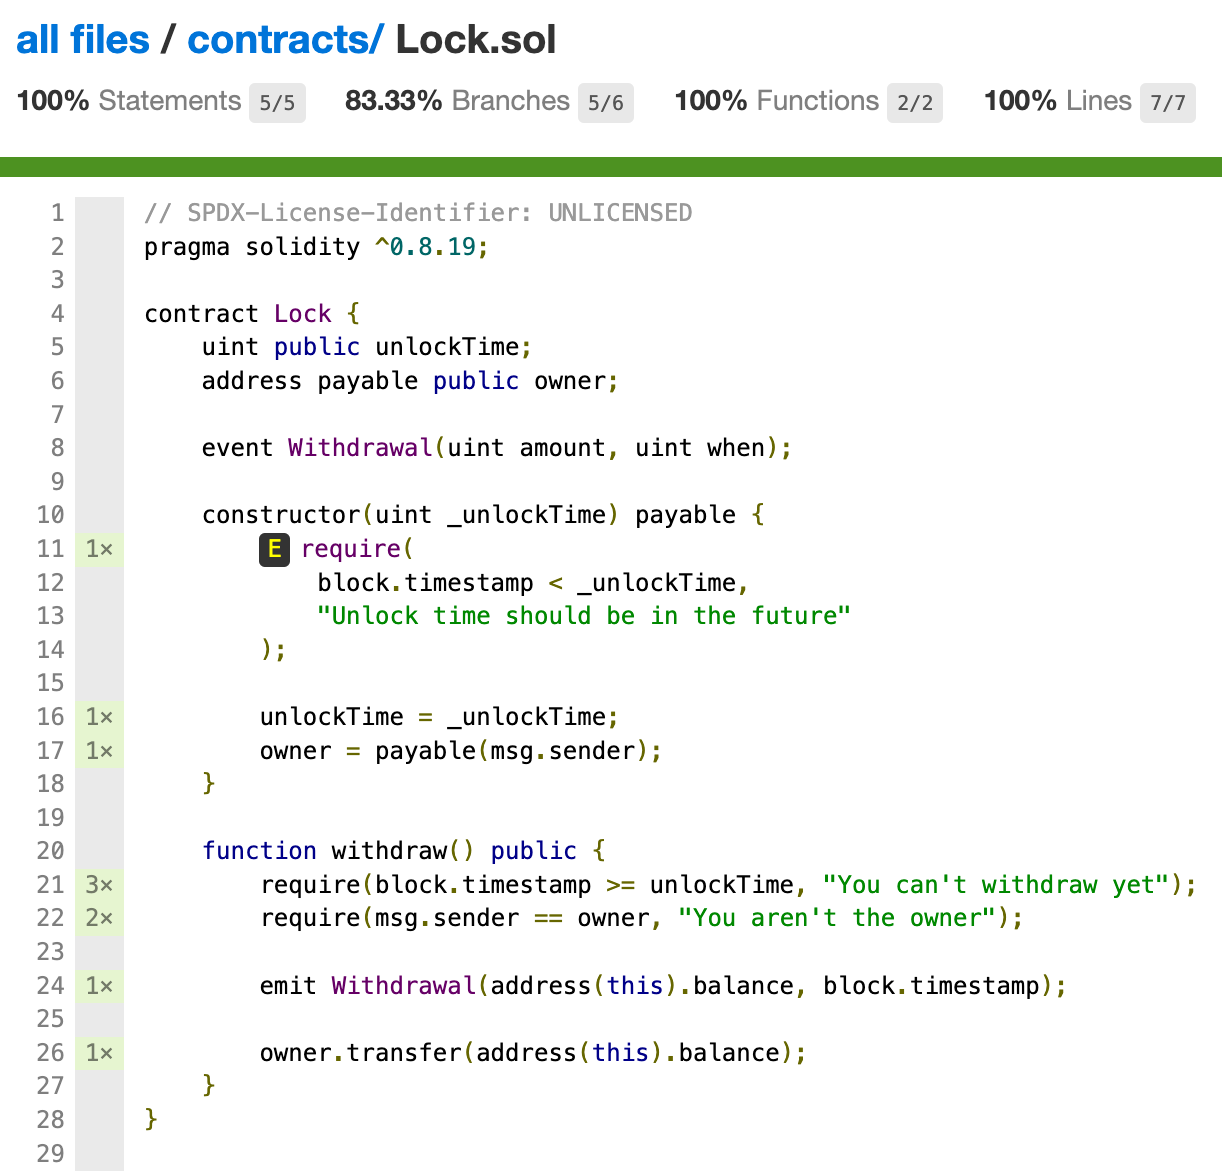 all files / contracts/ Lock.sol
100% Statements 5/5 83.33% Branches 5/6 100% Functions 2/2 100% Lines 7/7
1 // SPDX-License-Identifier: UNLICENSED
2 pragma solidity ^0.8.19;
3
4 contract Lock {
5 uint public unlockTime;
6 address payable public owner;
7
8 event Withdrawal(uint amount, uint when);
9
10 constructor(uint _unlockTime) payable {
11 1× E require(
12 block.timestamp < _unlockTime,
13 "Unlock time should be in the future"
14 );
15
16 1× unlockTime = _unlockTime;
17 1× owner = payable(msg.sender);
18 }
19
20 function withdraw() public {
21 3× require(block.timestamp >= unlockTime, "You can't withdraw yet");
22 2× require(msg.sender == owner, "You aren't the owner");
23
24 1× emit Withdrawal(address(this).balance, block.timestamp);
25
26 1× owner.transfer(address(this).balance);
27 }
28 }
29